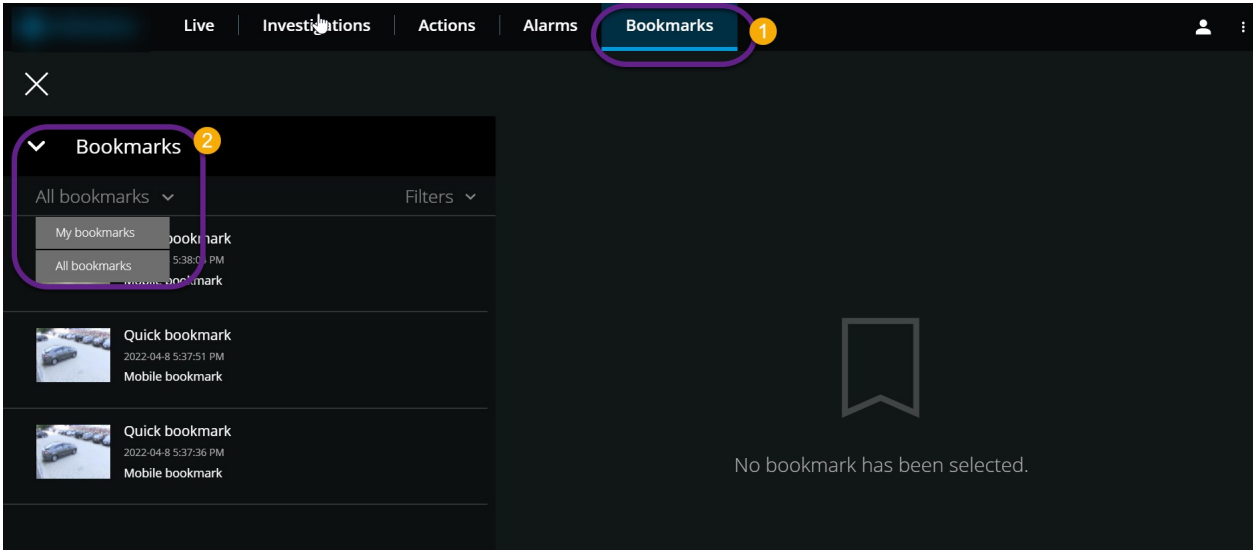 Live Investigations Actions Alarms Bookmarks 1
Bookmarks 2
All bookmarks Filters
My bookmarks
All bookmarks
bookmark
PM
Mobile bookmark
Quick bookmark
2022-04-8 5:37:51 PM
Mobile bookmark
Quick bookmark
2022-04-8 5:37:36 PM
Mobile bookmark
No bookmark has been selected.